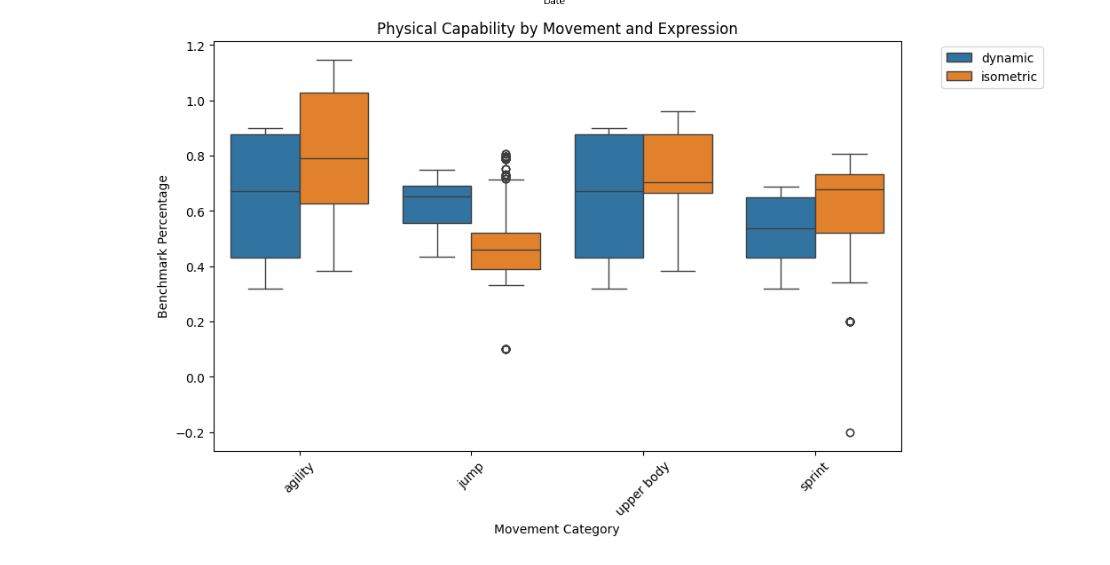 Date
Physical Capability by Movement and Expression
dynamic
isometric
Benchmark Percentage
1.2
1.0
0.8
0.6
0.4
0.2
0.0
−0.2
agility
jump
upper body
sprint
Movement Category